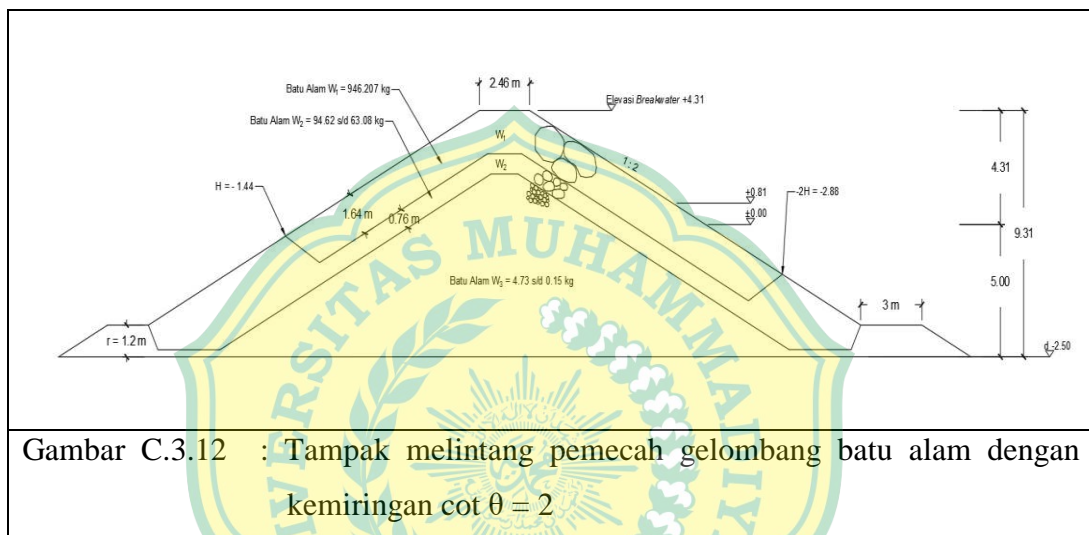 2.46 m
Batu Alam W₁ = 946.207 kg
Elevasi Breakwater +4.31
Batu Alam W₂ = 94.62 s/d 63.08 kg
W₁
W₂
1 : 2
4.31
H = - 1.44
+0.81
-2H = -2.88
1.64 m
0.76 m
±0.00
9.31
UNIVERSITAS MUHAMMADIY
Batu Alam W₃ = 4.73 s/d 0.15 kg
5.00
3 m
r = 1.2 m
d -2.50
Gambar C.3.12 : Tampak melintang pemecah gelombang batu alam dengan
kemiringan cot θ = 2